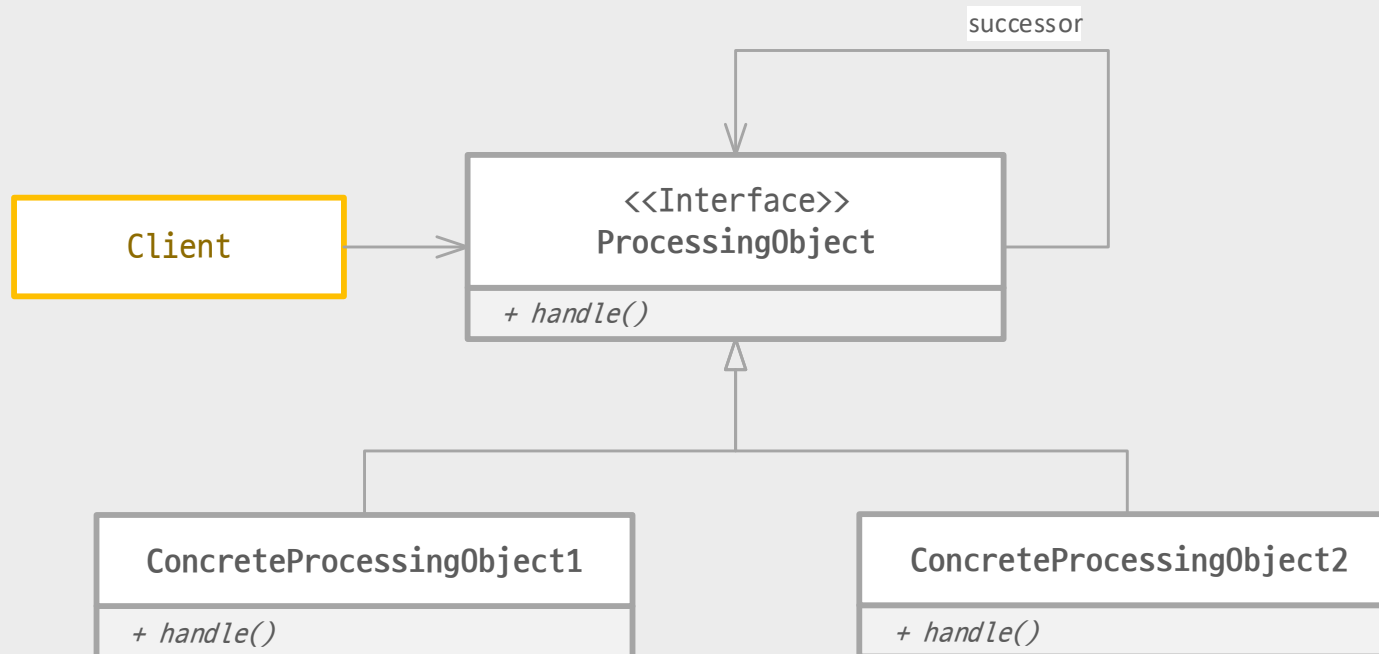 successor
<<Interface>>
ProcessingObject
Client
+ handle()
ConcreteProcessingObject1
+ handle()
ConcreteProcessingObject2
+ handle()